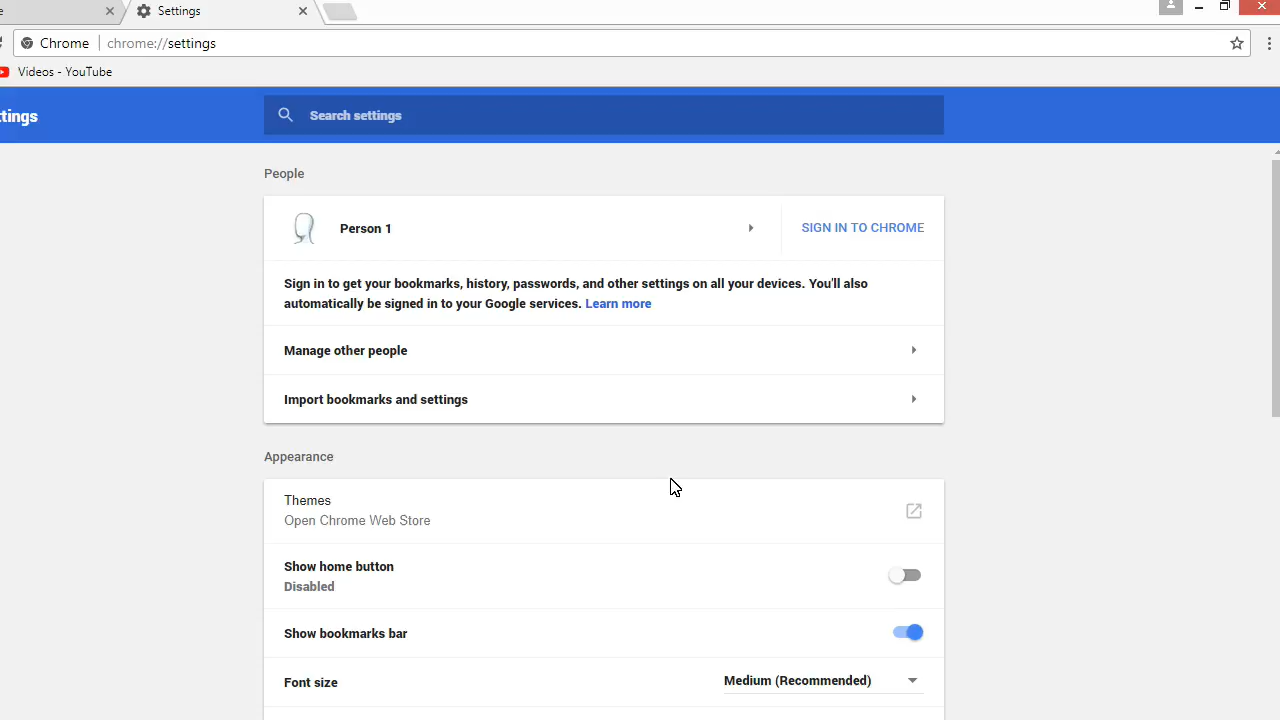 Settings
Chrome | chrome://settings
Videos - YouTube
tings
Search settings
People
Person 1
SIGN IN TO CHROME
Sign in to get your bookmarks, history, passwords, and other settings on all your devices. You'll also
automatically be signed in to your Google services. Learn more
Manage other people
Import bookmarks and settings
Appearance
Themes
Open Chrome Web Store
Show home button
Disabled
Show bookmarks bar
Font size
Medium (Recommended)